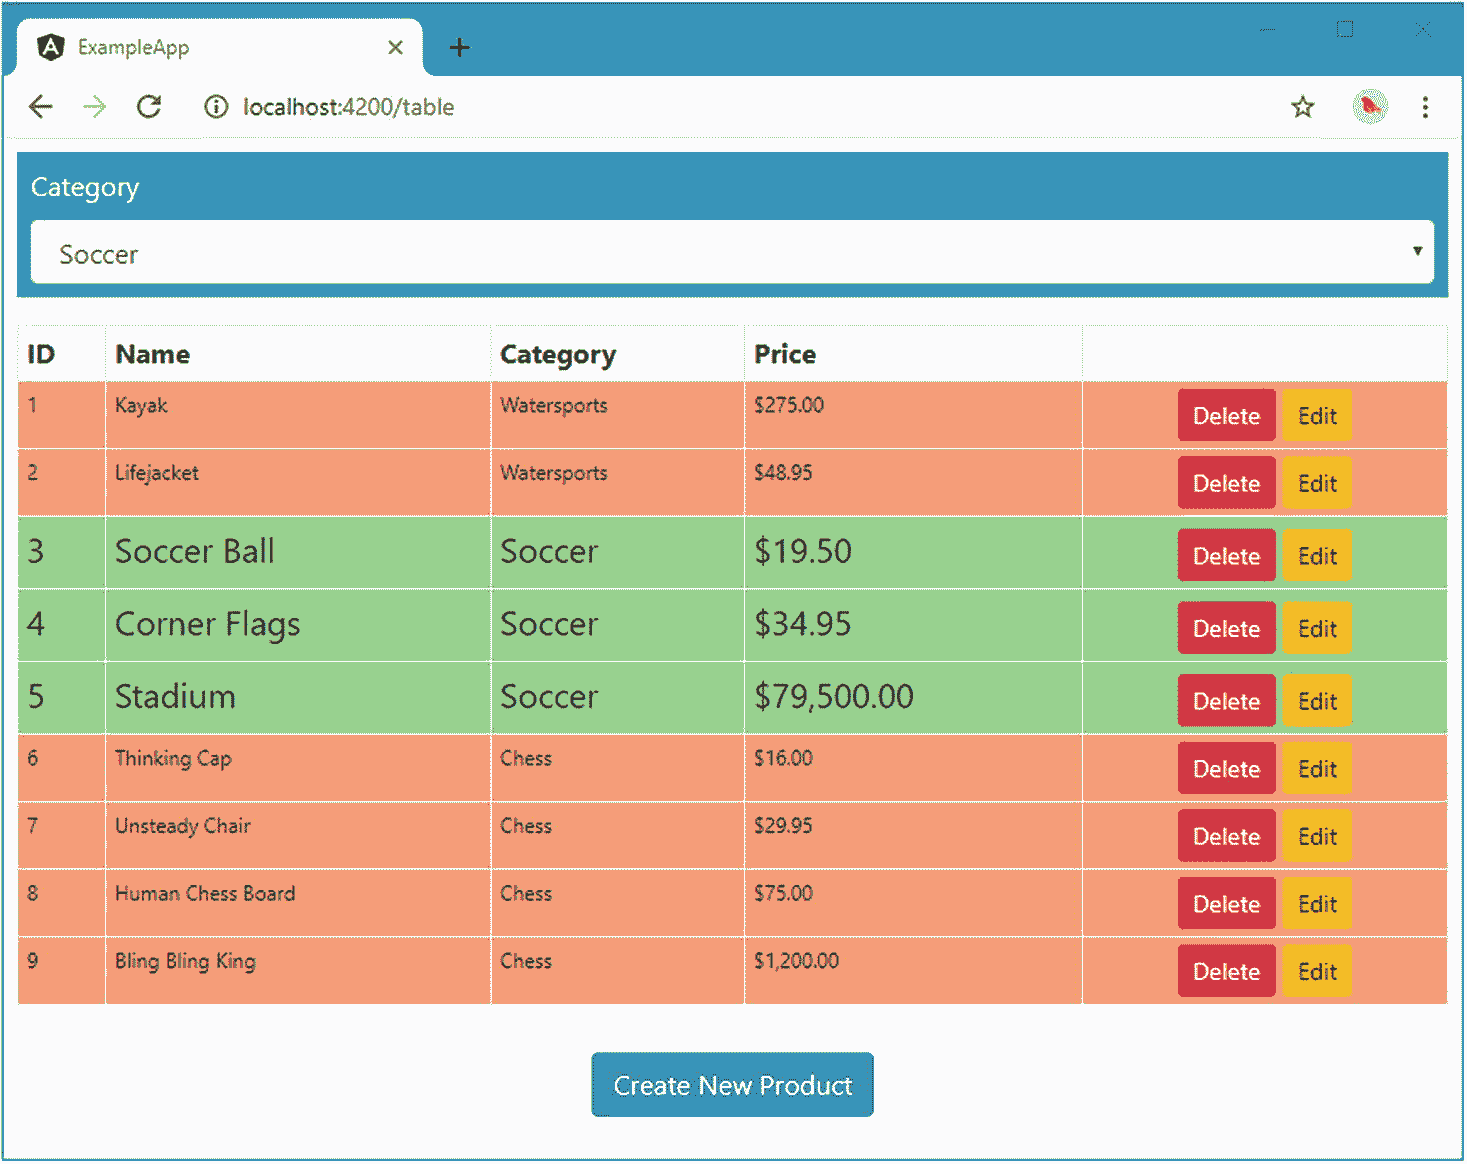 ExampleApp
localhost:4200/table
Category
Soccer
ID Name Category Price
1 Kayak Watersports $275.00 Delete Edit
2 Lifejacket Watersports $48.95 Delete Edit
3 Soccer Ball Soccer $19.50 Delete Edit
4 Corner Flags Soccer $34.95 Delete Edit
5 Stadium Soccer $79,500.00 Delete Edit
6 Thinking Cap Chess $16.00 Delete Edit
7 Unsteady Chair Chess $29.95 Delete Edit
8 Human Chess Board Chess $75.00 Delete Edit
9 Bling Bling King Chess $1,200.00 Delete Edit
Create New Product